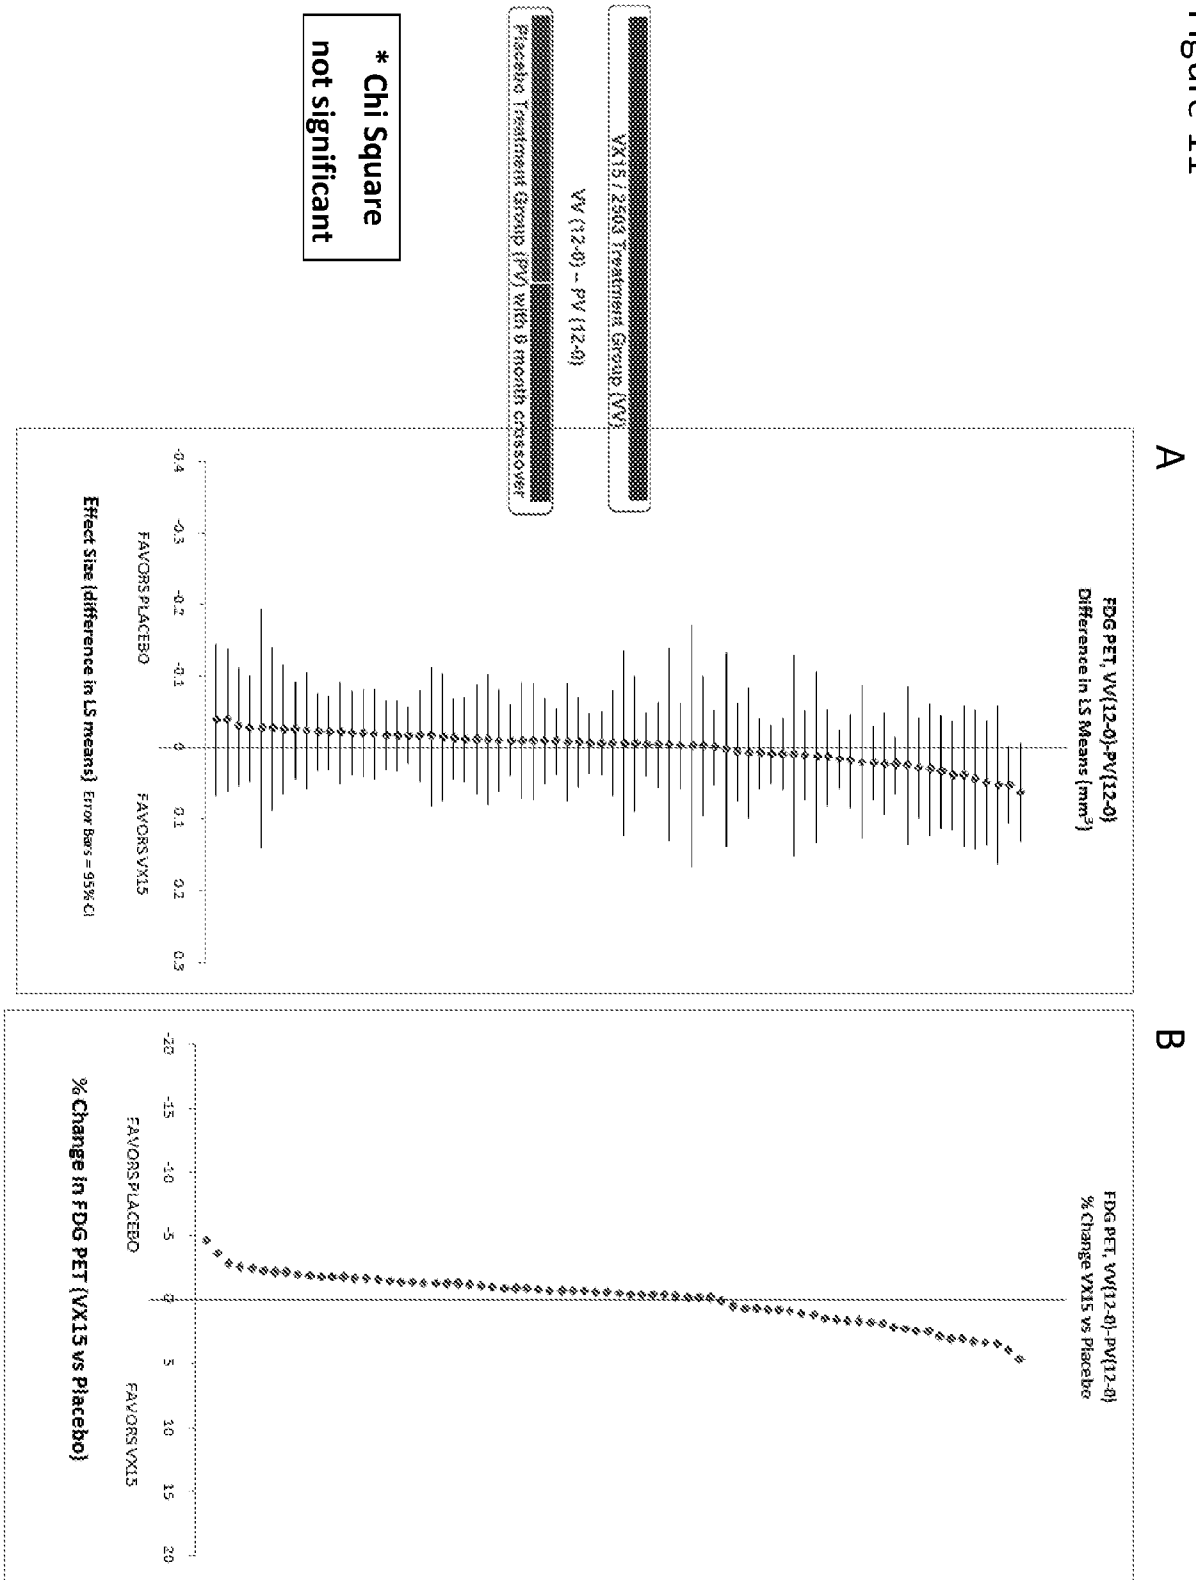 Figure 11
A
FDG PET, VV(12-0)-PV(12-0)
Difference in LS Means (mm³)
VX15 / 2503 Treatment Group (VV)
VV (12-0) -- PV (12-0)
Placebo Treatment Group (PV) with 6 month crossover
* Chi Square
not significant
-0.4 -0.3 -0.2 -0.1 0 0.1 0.2 0.3
FAVORS PLACEBO FAVORS VX15
Effect Size (difference in LS means) Error Bars = 95% CI
B
FDG PET, VV(12-0)-PV(12-0)
% Change VX15 vs Placebo
-20 -15 -10 -5 0 5 10 15 20
FAVORS PLACEBO FAVORS VX15
% Change in FDG PET (VX15 vs Placebo)